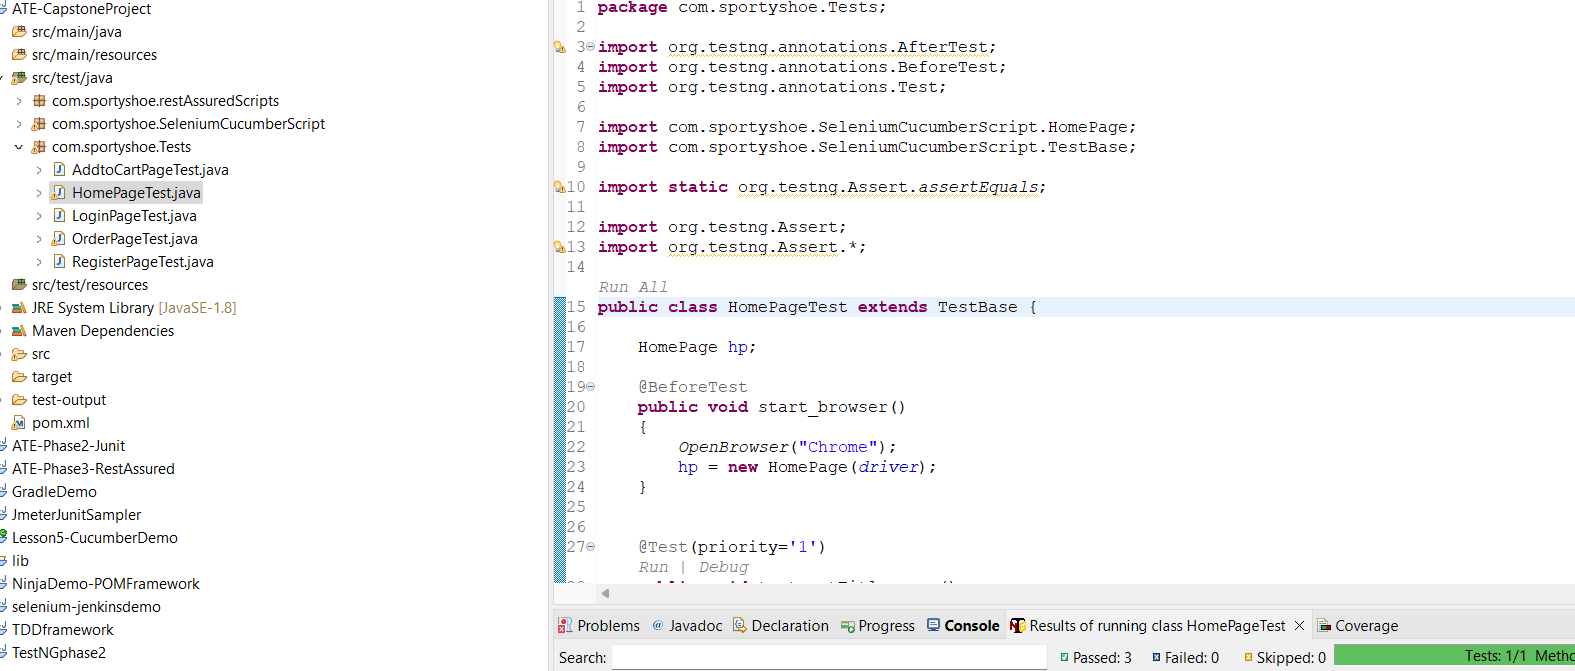 ATE-CapstoneProject
src/main/java
src/main/resources
src/test/java
com.sportyshoe.restAssuredScripts
com.sportyshoe.SeleniumCucumberScript
com.sportyshoe.Tests
AddtoCartPageTest.java
HomePageTest.java
LoginPageTest.java
OrderPageTest.java
RegisterPageTest.java
src/test/resources
JRE System Library [JavaSE-1.8]
Maven Dependencies
src
target
test-output
pom.xml
ATE-Phase2-Junit
ATE-Phase3-RestAssured
GradleDemo
JmeterJunitSampler
Lesson5-CucumberDemo
lib
NinjaDemo-POMFramework
selenium-jenkinsdemo
TDDframework
TestNGphase2
1 package com.sportyshoe.Tests;
2
3 import org.testng.annotations.AfterTest;
4 import org.testng.annotations.BeforeTest;
5 import org.testng.annotations.Test;
6
7 import com.sportyshoe.SeleniumCucumberScript.HomePage;
8 import com.sportyshoe.SeleniumCucumberScript.TestBase;
9
10 import static org.testng.Assert.assertEquals;
11
12 import org.testng.Assert;
13 import org.testng.Assert.*;
14
Run All
15 public class HomePageTest extends TestBase {
16
17 HomePage hp;
18
19 @BeforeTest
20 public void start_browser()
21 {
22 OpenBrowser("Chrome");
23 hp = new HomePage(driver);
24 }
25
26
27 @Test(priority='1')
Run | Debug
Problems @ Javadoc Declaration Progress Console Results of running class HomePageTest Coverage
Search: Passed: 3 Failed: 0 Skipped: 0 Tests: 1/1